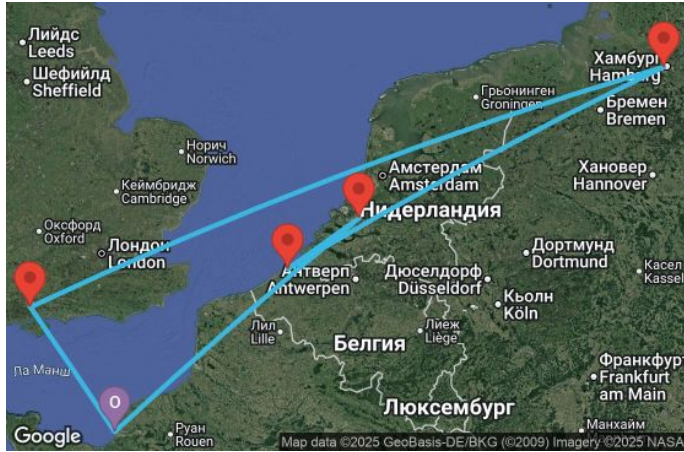 Лийдс
Leeds
Шефийлд
Sheffield
Норич
Norwich
Кеймбридж
Cambridge
Оксфорд
Oxford
Лондон
London
Хамбург
Hamburg
Грьонинген
Groningen
Бремен
Bremen
Амстердам
Amsterdam
Хановер
Hannover
Нидерландия
Дортмунд
Dortmund
Антверп
Antwerpen
Дюселдорф
Düsseldorf
Касел
Kassel
Кьолн
Köln
Лил
Lille
Белгия
Лиеж
Liège
Ла Манш
Франкфурт
Frankfurt
am Main
О
Люксембург
Руан
Rouen
Манхайм
Google
Map data ©2025 GeoBasis-DE/BKG (©2009) Imagery ©2025 NASA